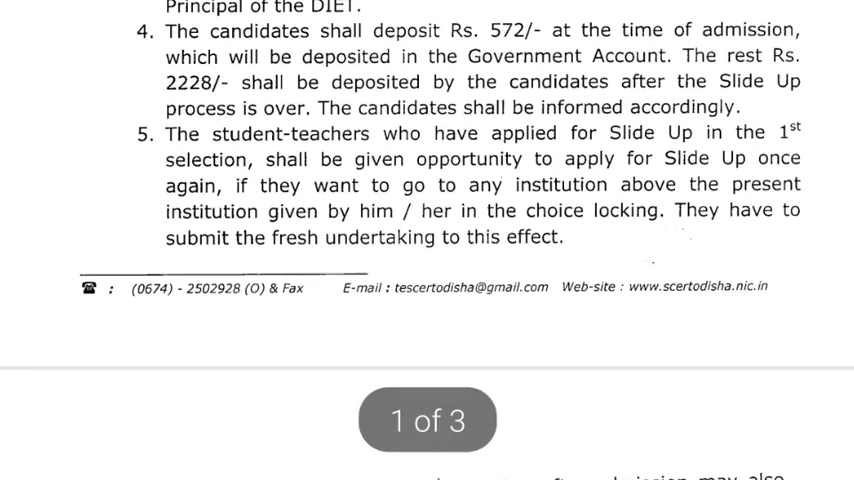 Principal of the DIET.
4. The candidates shall deposit Rs. 572/- at the time of admission,
which will be deposited in the Government Account. The rest Rs.
2228/- shall be deposited by the candidates after the Slide Up
process is over. The candidates shall be informed accordingly.
5. The student-teachers who have applied for Slide Up in the 1st
selection, shall be given opportunity to apply for Slide Up once
again, if they want to go to any institution above the present
institution given by him / her in the choice locking. They have to
submit the fresh undertaking to this effect.
☎ : (0674) - 2502928 (O) & Fax E-mail : tescertodisha@gmail.com Web-site : www.scertodisha.nic.in
1 of 3
admission may also